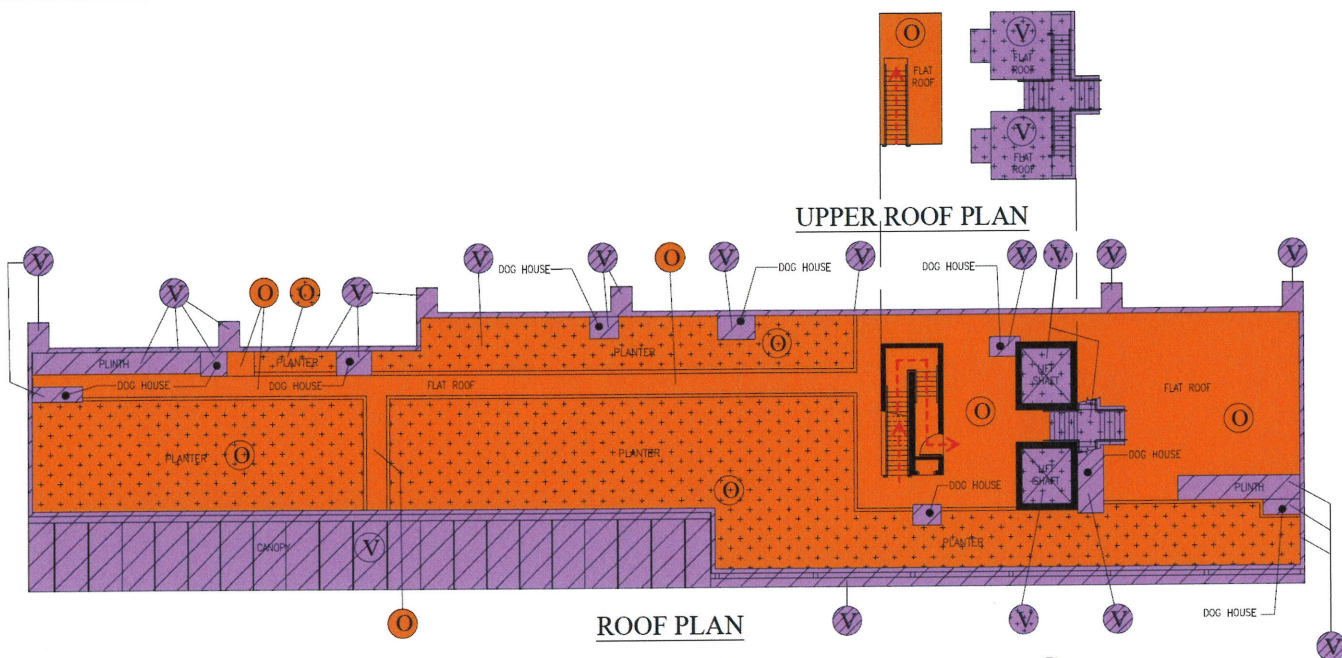 O
V
FLAT
ROOF
FLAT
ROOF
V
FLAT
ROOF
UPPER ROOF PLAN
V
V
O
O
V
V
DOG HOUSE
V
O
V
DOG HOUSE
V
DOG HOUSE
V
V
V
V
PLINTH
PLANTER
PLANTER
O
DOG HOUSE
DOG HOUSE
FLAT ROOF
LIFT
SHAFT
FLAT ROOF
O
O
PLANTER
O
PLANTER
O
DOG HOUSE
LIFT
SHAFT
DOG HOUSE
PLINTH
PLANTER
CANOPY
V
O
ROOF PLAN
V
V
V
DOG HOUSE
V